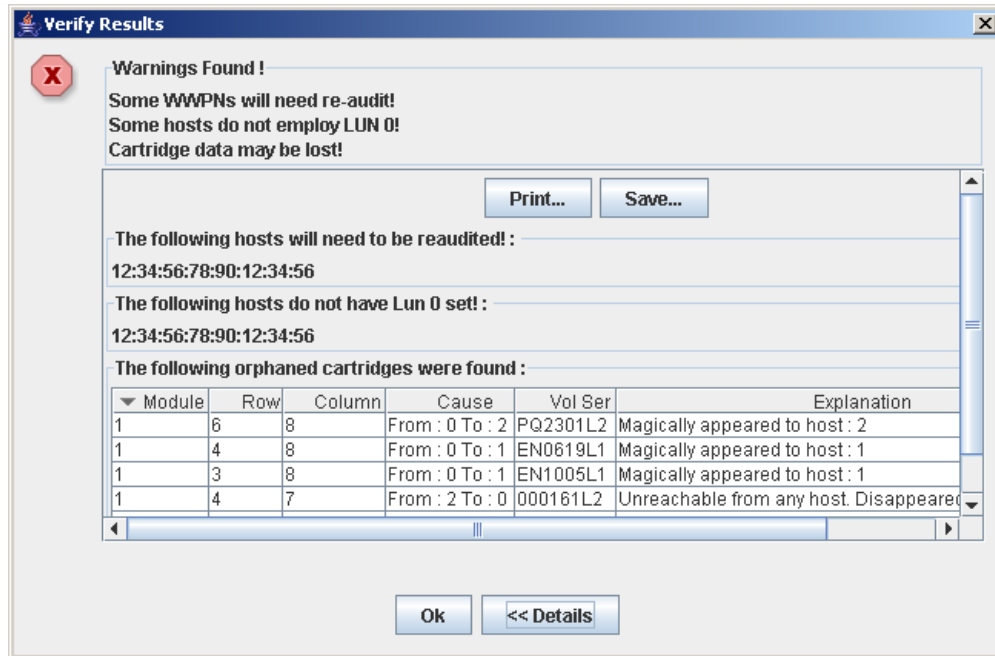 Verify Results
Warnings Found !
Some WWPNs will need re-audit!
Some hosts do not employ LUN 0!
Cartridge data may be lost!
Print... Save...
The following hosts will need to be reaudited! :
12:34:56:78:90:12:34:56
The following hosts do not have Lun 0 set! :
12:34:56:78:90:12:34:56
The following orphaned cartridges were found :
Module Row Column Cause Vol Ser Explanation
1 6 8 From : 0 To : 2 PQ2301L2 Magically appeared to host : 2
1 4 8 From : 0 To : 1 EN0619L1 Magically appeared to host : 1
1 3 8 From : 0 To : 1 EN1005L1 Magically appeared to host : 1
1 4 7 From : 2 To : 0 000161L2 Unreachable from any host. Disappeared
Ok << Details